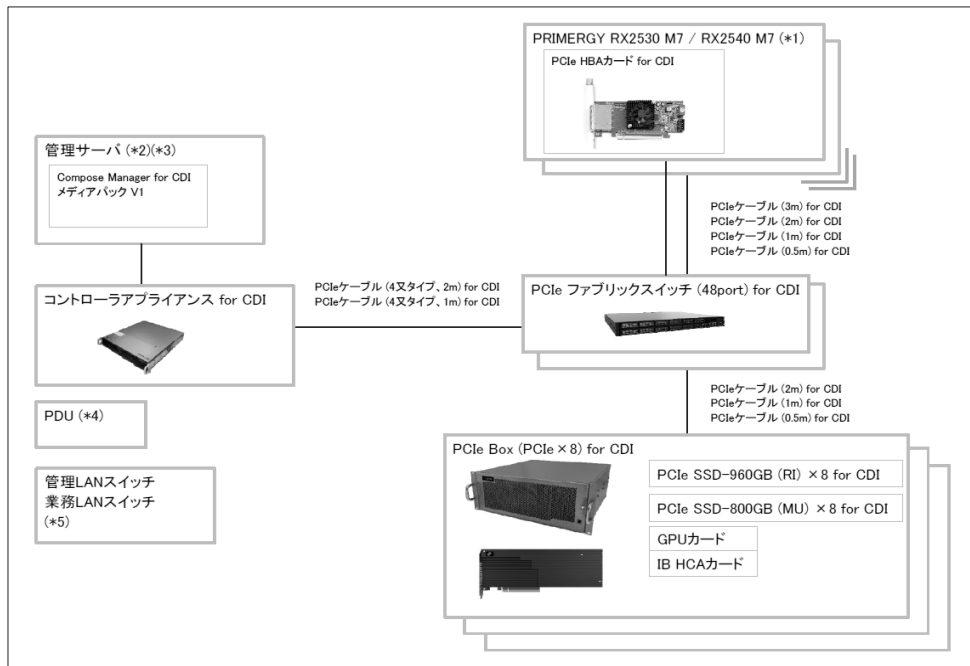 PRIMERGY RX2530 M7 / RX2540 M7 (*1)
PCIe HBAカード for CDI
管理サーバ (*2)(*3)
Compose Manager for CDI
メディアパック V1
PCIeケーブル (3m) for CDI
PCIeケーブル (2m) for CDI
PCIeケーブル (1m) for CDI
PCIeケーブル (0.5m) for CDI
コントローラアプライアンス for CDI
PCIeケーブル (4又タイプ、2m) for CDI
PCIeケーブル (4又タイプ、1m) for CDI
PCIe ファブリックスイッチ (48port) for CDI
PCIeケーブル (2m) for CDI
PCIeケーブル (1m) for CDI
PCIeケーブル (0.5m) for CDI
PDU (*4)
管理LANスイッチ
業務LANスイッチ
(*5)
PCIe Box (PCIe×8) for CDI
PCIe SSD-960GB (RI) ×8 for CDI
PCIe SSD-800GB (MU) ×8 for CDI
GPUカード
IB HCAカード